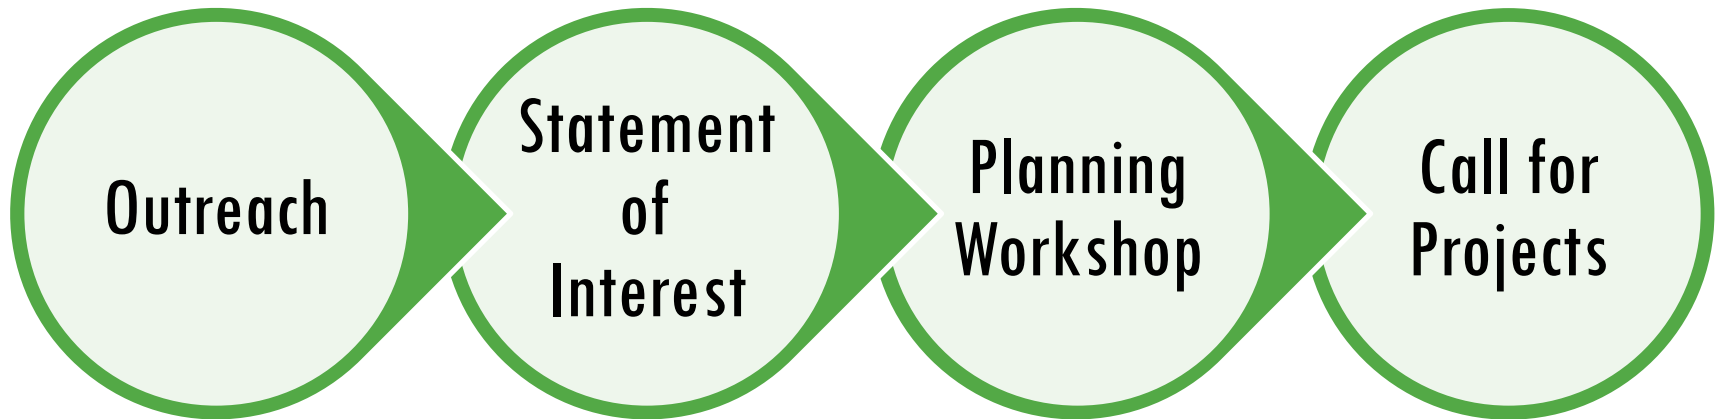 Outreach
Statement
of
Interest
Planning
Workshop
Call for
Projects